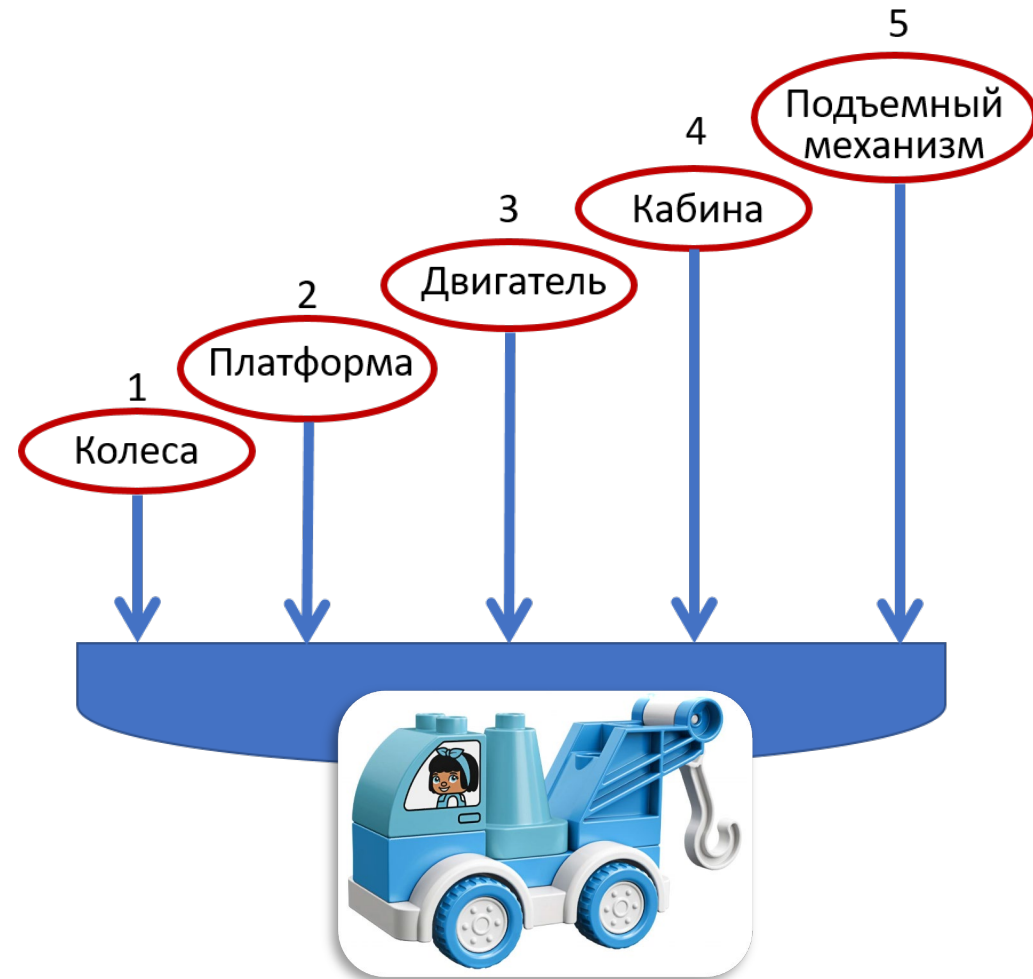 5
Подъемный
механизм
4
Кабина
3
Двигатель
2
Платформа
1
Колеса